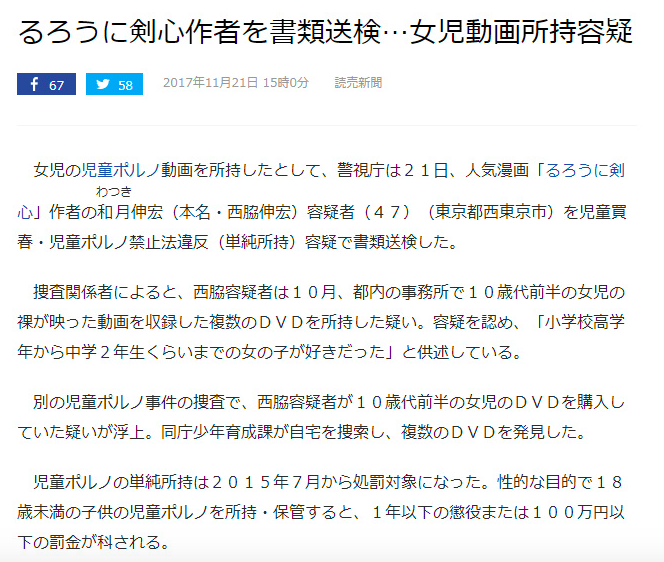 るろうに剣心作者を書類送検…女児動画所持容疑
67 58 2017年11月21日 15時0分 読売新聞
女児の児童ポルノ動画を所持したとして、警視庁は２１日、人気漫画「るろうに剣
わつき
心」作者の和月伸宏（本名・西脇伸宏）容疑者（４７）（東京都西東京市）を児童買
春・児童ポルノ禁止法違反（単純所持）容疑で書類送検した。
捜査関係者によると、西脇容疑者は１０月、都内の事務所で１０歳代前半の女児の
裸が映った動画を収録した複数のＤＶＤを所持した疑い。容疑を認め、「小学校高学
年から中学２年生くらいまでの女の子が好きだった」と供述している。
別の児童ポルノ事件の捜査で、西脇容疑者が１０歳代前半の女児のＤＶＤを購入し
ていた疑いが浮上。同庁少年育成課が自宅を捜索し、複数のＤＶＤを発見した。
児童ポルノの単純所持は２０１５年７月から処罰対象になった。性的な目的で１８
歳未満の子供の児童ポルノを所持・保管すると、１年以下の懲役または１００万円以
下の罰金が科される。